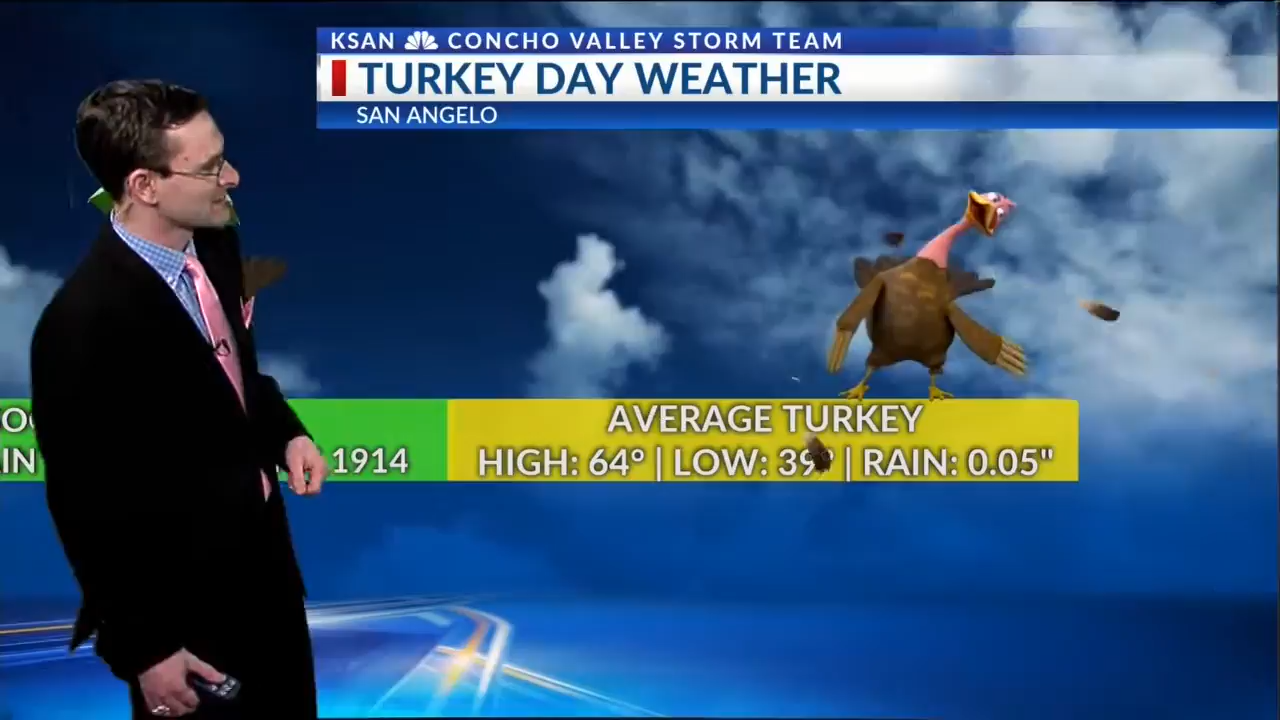 KSAN CONCHO VALLEY STORM TEAM
TURKEY DAY WEATHER
SAN ANGELO
1914
AVERAGE TURKEY
HIGH: 64° | LOW: 39° | RAIN: 0.05"